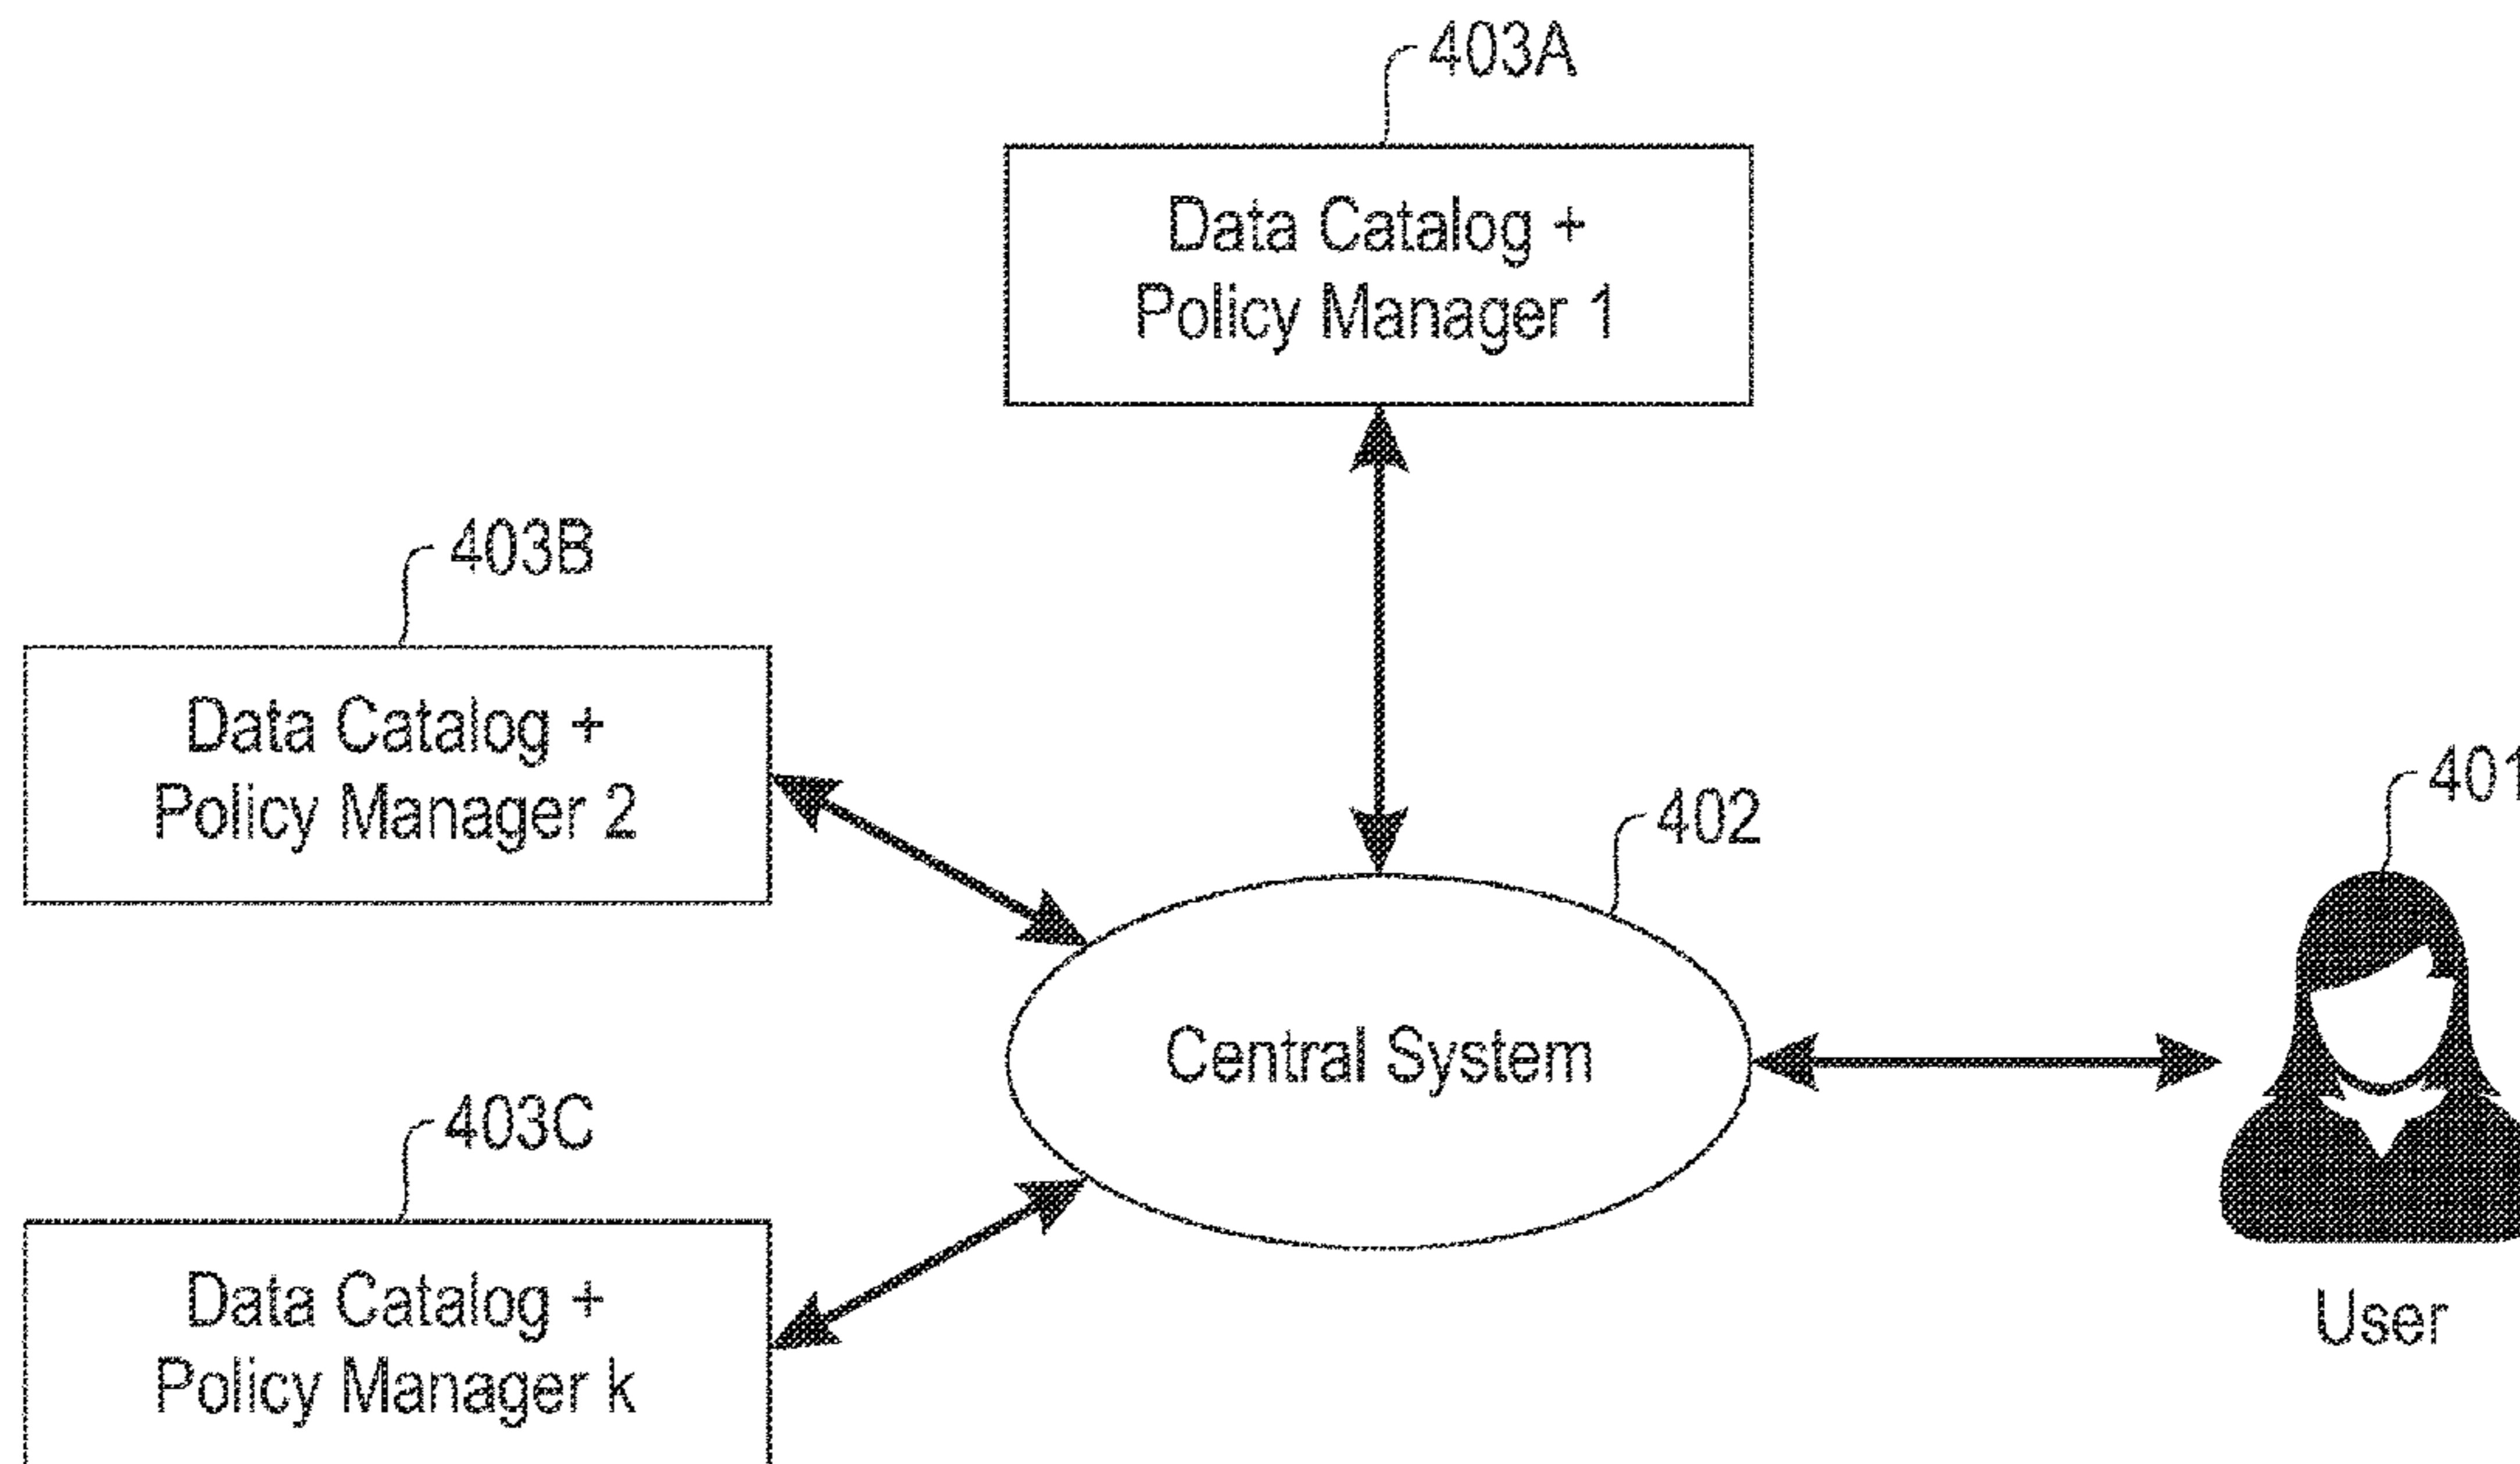 403A
Data Catalog +
Policy Manager 1
403B
Data Catalog +
Policy Manager 2
402
401
Central System
403C
Data Catalog +
Policy Manager k
User